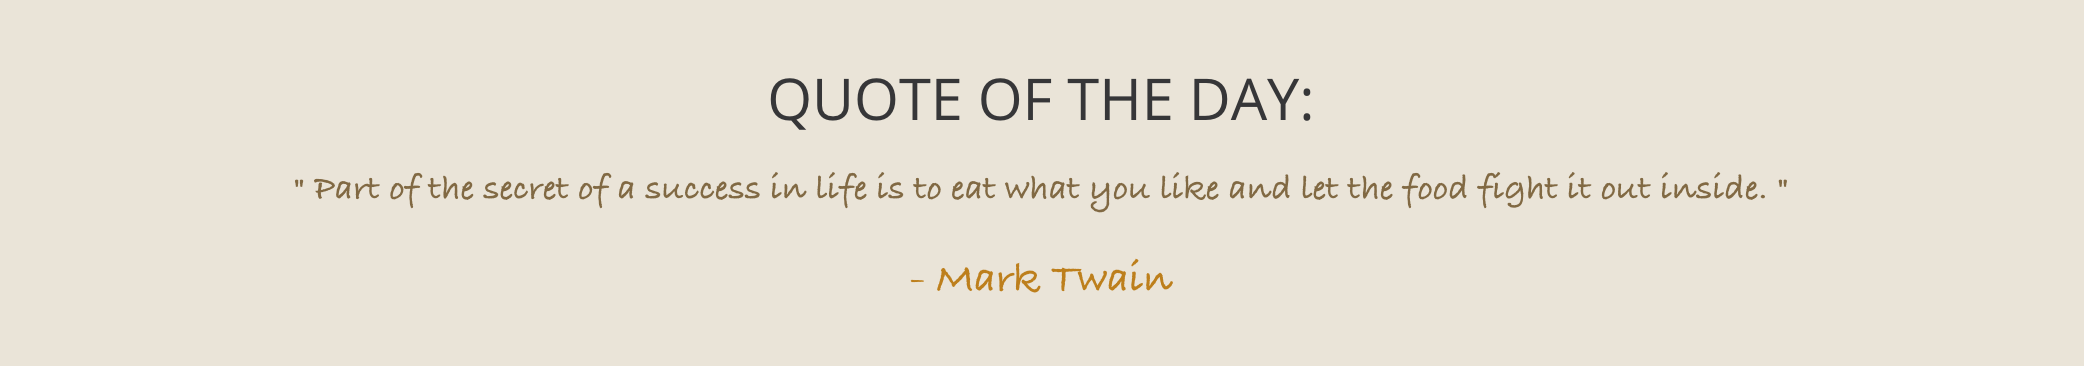 QUOTE OF THE DAY:
" Part of the secret of a success in life is to eat what you like and let the food fight it out inside. "
- Mark Twain